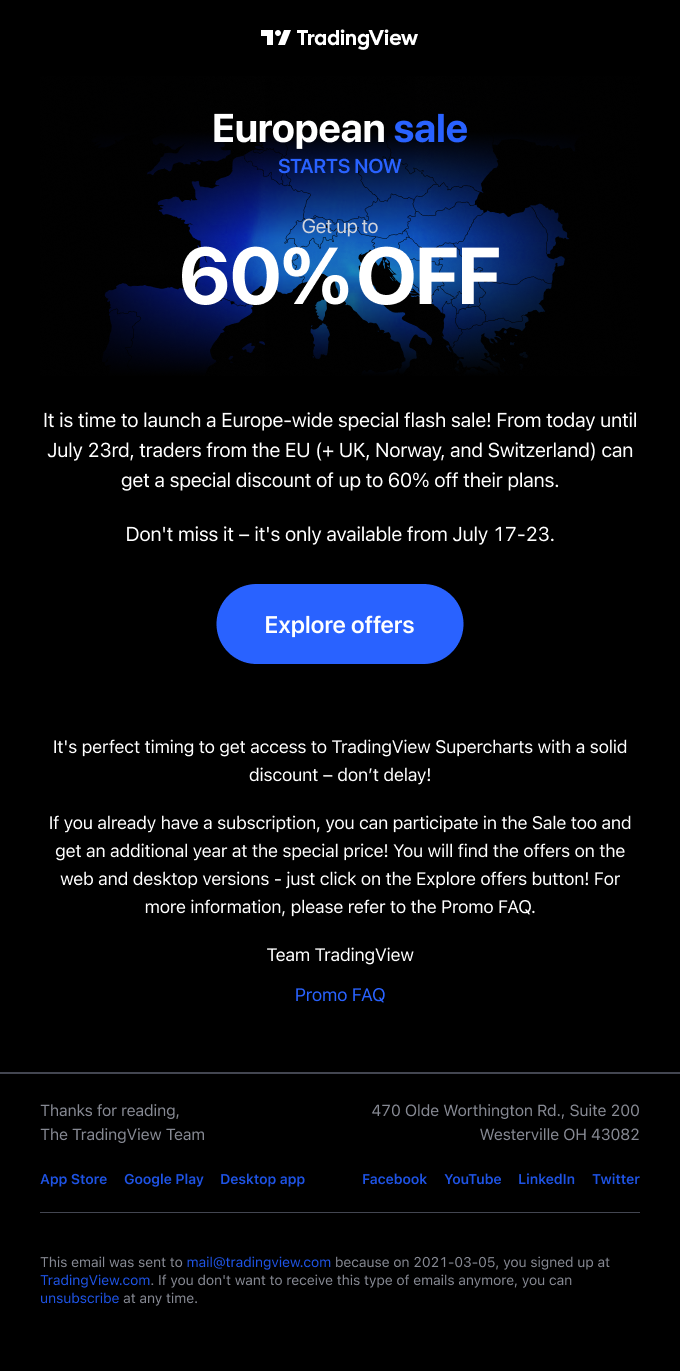 TradingView
European sale
STARTS NOW
Get up to
60% OFF
It is time to launch a Europe-wide special flash sale! From today until
July 23rd, traders from the EU (+ UK, Norway, and Switzerland) can
get a special discount of up to 60% off their plans.
Don't miss it – it's only available from July 17-23.
Explore offers
It's perfect timing to get access to TradingView Supercharts with a solid
discount – don’t delay!
If you already have a subscription, you can participate in the Sale too and
get an additional year at the special price! You will find the offers on the
web and desktop versions - just click on the Explore offers button! For
more information, please refer to the Promo FAQ.
Team TradingView
Promo FAQ
Thanks for reading,
The TradingView Team
470 Olde Worthington Rd., Suite 200
Westerville OH 43082
App Store Google Play Desktop app
Facebook YouTube LinkedIn Twitter
This email was sent to mail@tradingview.com because on 2021-03-05, you signed up at
TradingView.com. If you don't want to receive this type of emails anymore, you can
unsubscribe at any time.